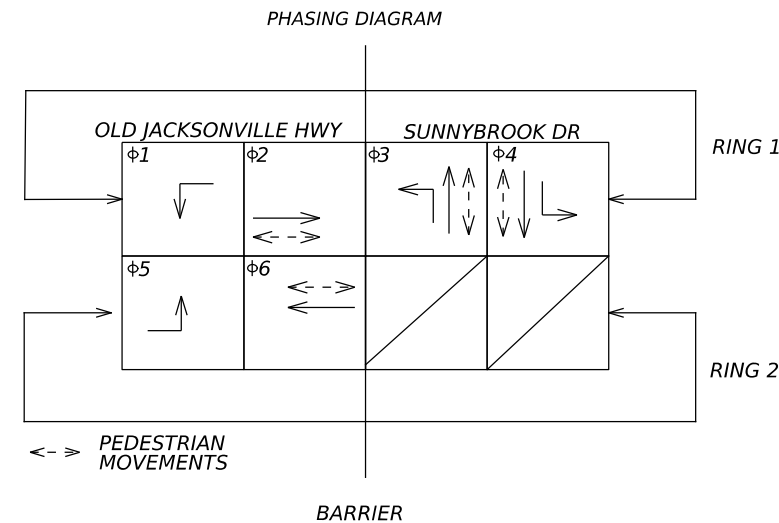 PHASING DIAGRAM
OLD JACKSONVILLE HWY
SUNNYBROOK DR
ϕ1
ϕ2
ϕ3
ϕ4
RING 1
ϕ5
ϕ6
RING 2
PEDESTRIAN
MOVEMENTS
BARRIER